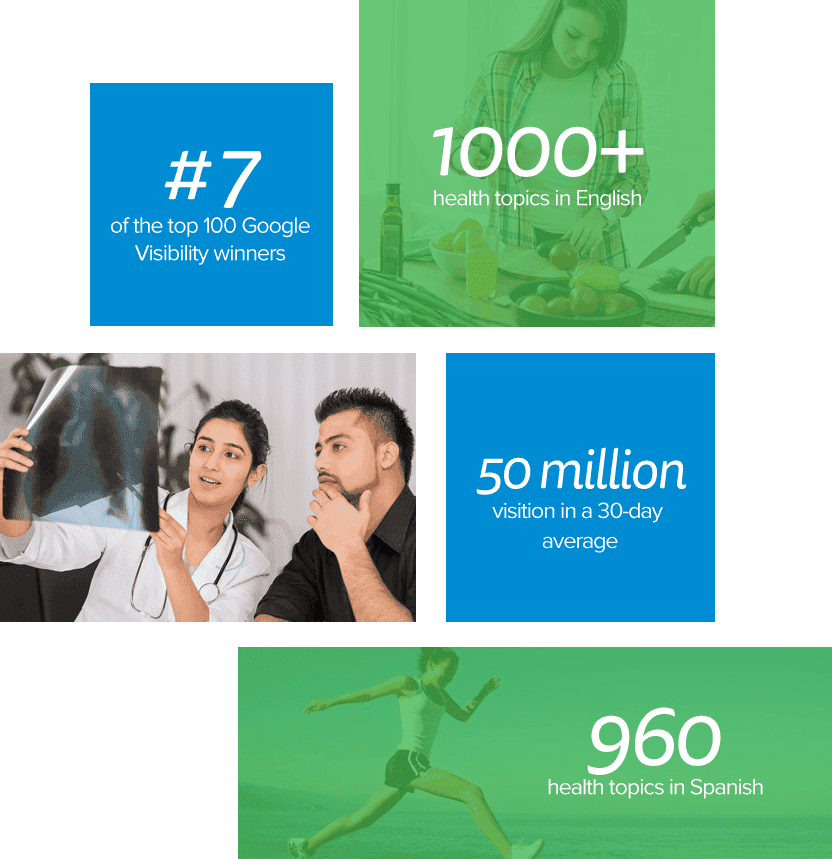 1000+
health topics in English
#7
of the top 100 Google
Visibility winners
50 million
visition in a 30-day
average
960
health topics in Spanish